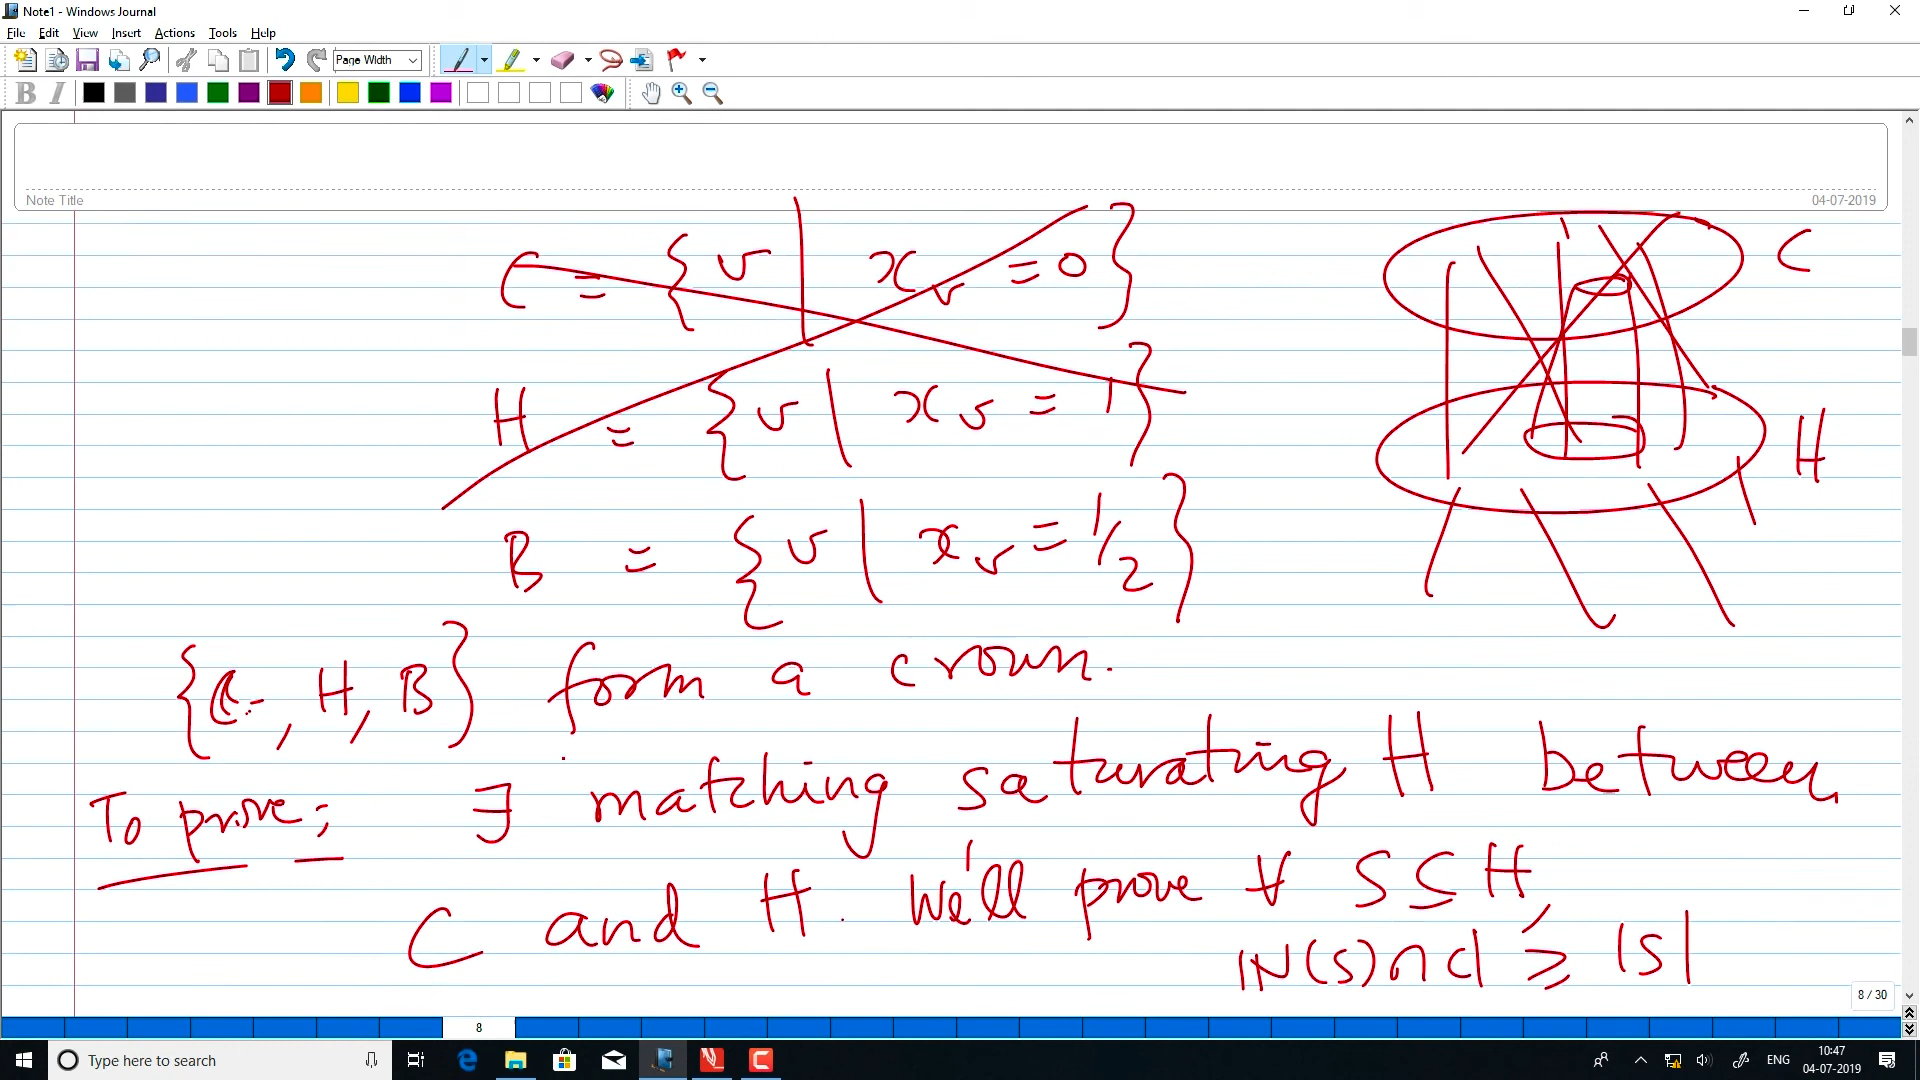 Note1 - Windows Journal
File Edit View Insert Actions Tools Help
Page Width
B I
Note Title
04-07-2019
C = {v | x_v = 0}
C
H = {v | x_v = 1}
H
B = {v | x_v = 1/2}
{C, H, B} form a crown.
To prove: ∃ matching saturating H between
C and H. We'll prove ∀ S ⊆ H,
|N(S) ∩ C| ≥ |S|
8 / 30
8
Type here to search
ENG
10:47
04-07-2019